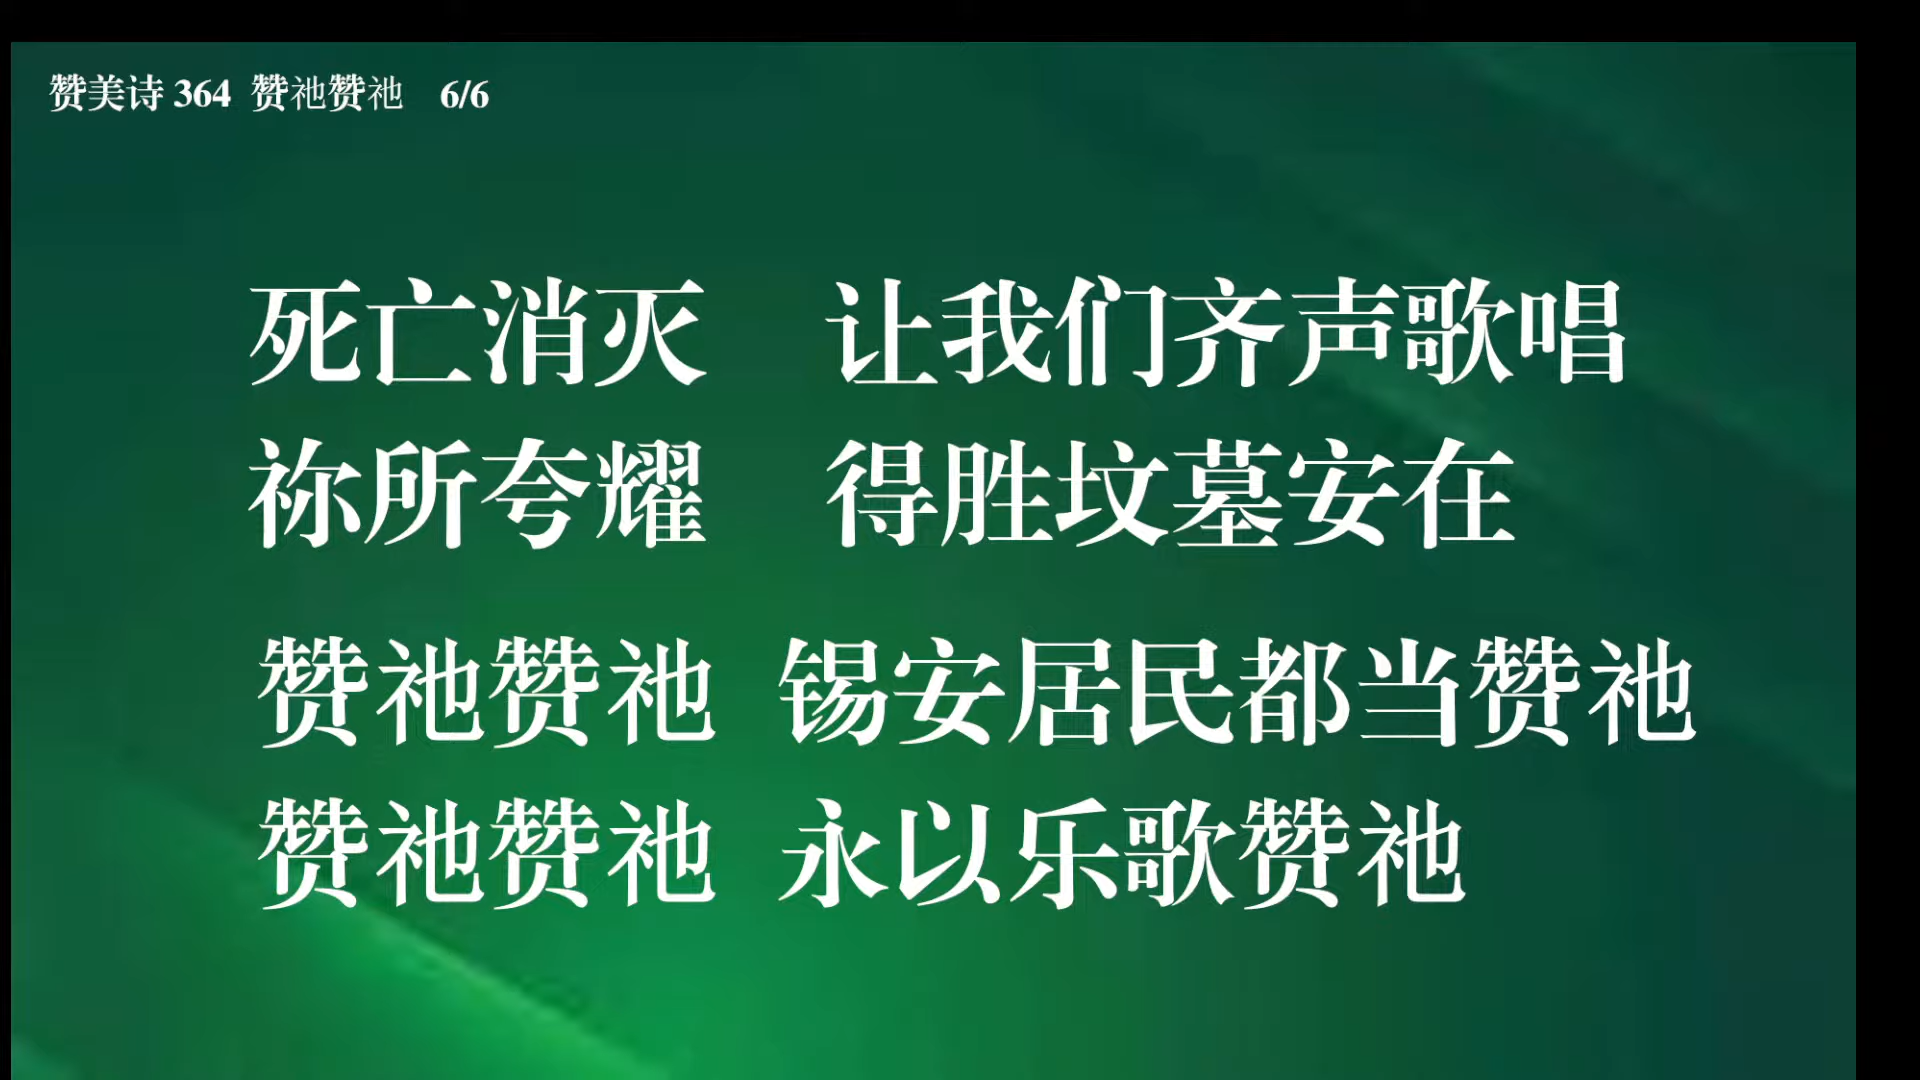 赞美诗 364 赞祂赞祂 6/6
死亡消灭 让我们齐声歌唱
祢所夸耀 得胜坟墓安在
赞祂赞祂 锡安居民都当赞祂
赞祂赞祂 永以乐歌赞祂